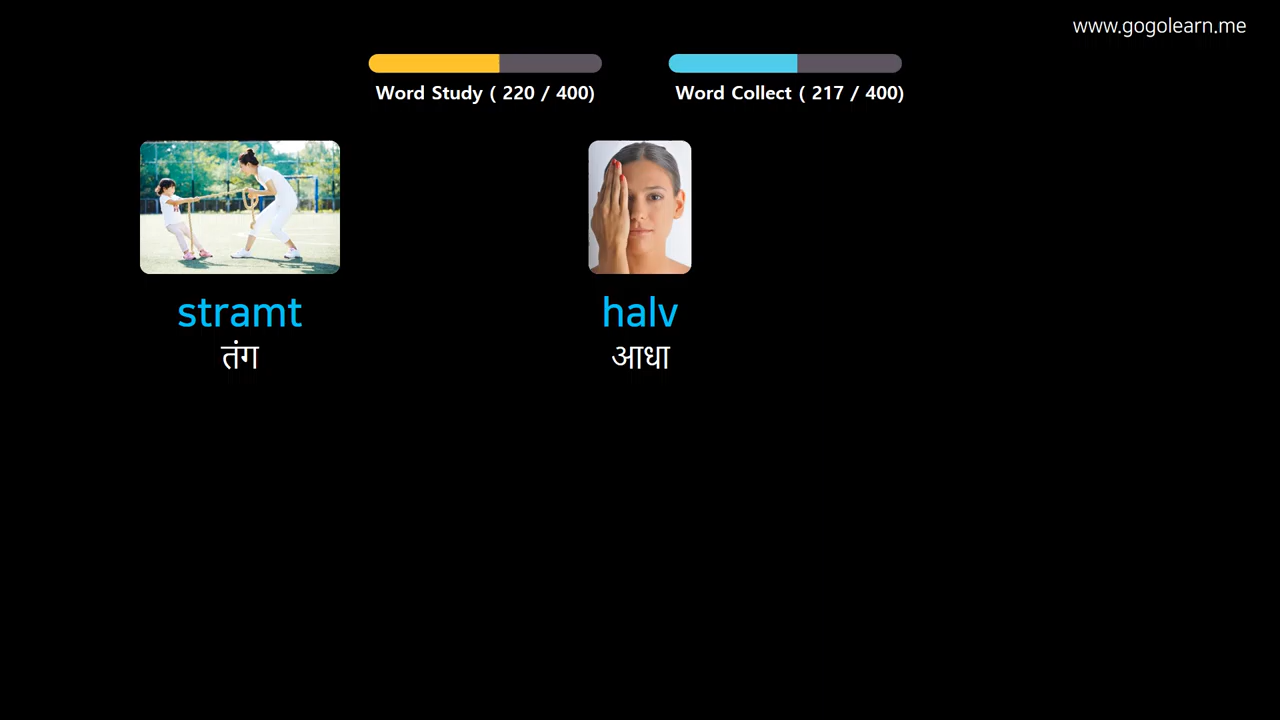 www.gogolearn.me
Word Study ( 220 / 400)
Word Collect ( 217 / 400)
stramt
तंग
halv
आधा